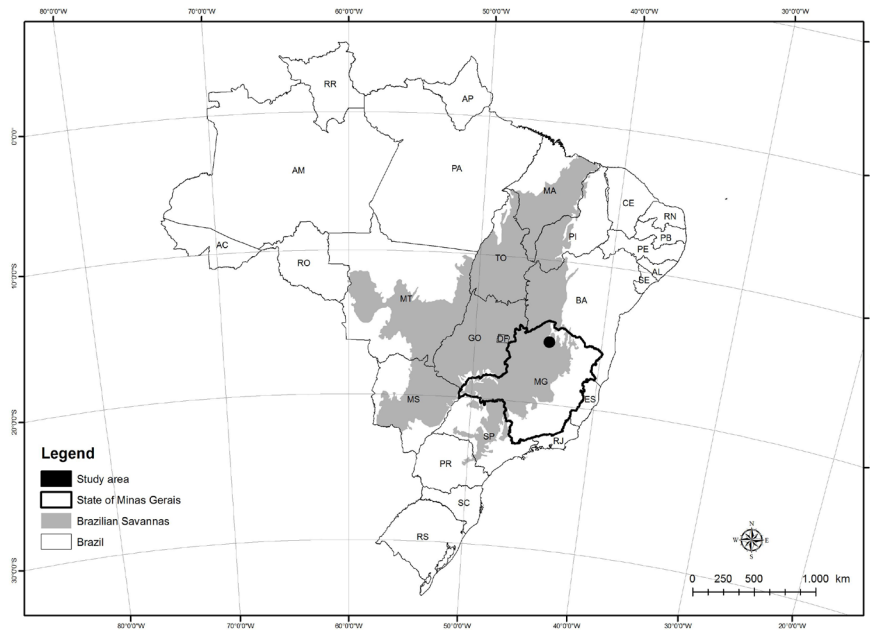 80°0'0"W 70°0'0"W 60°0'0"W 50°0'0"W 40°0'0"W 30°0'0"W
0°0'0"
10°0'0"S
20°0'0"S
30°0'0"S
RR
AP
AM
PA
MA
CE
RN
PB
PI
PE
AL
SE
AC
RO
TO
BA
MT
GO
DF
MG
ES
MS
SP
RJ
PR
SC
RS
Legend
Study area
State of Minas Gerais
Brazilian Savannas
Brazil
N
W E
S
0 250 500 1.000 km
80°0'0"W 70°0'0"W 60°0'0"W 50°0'0"W 40°0'0"W 20°0'0"W